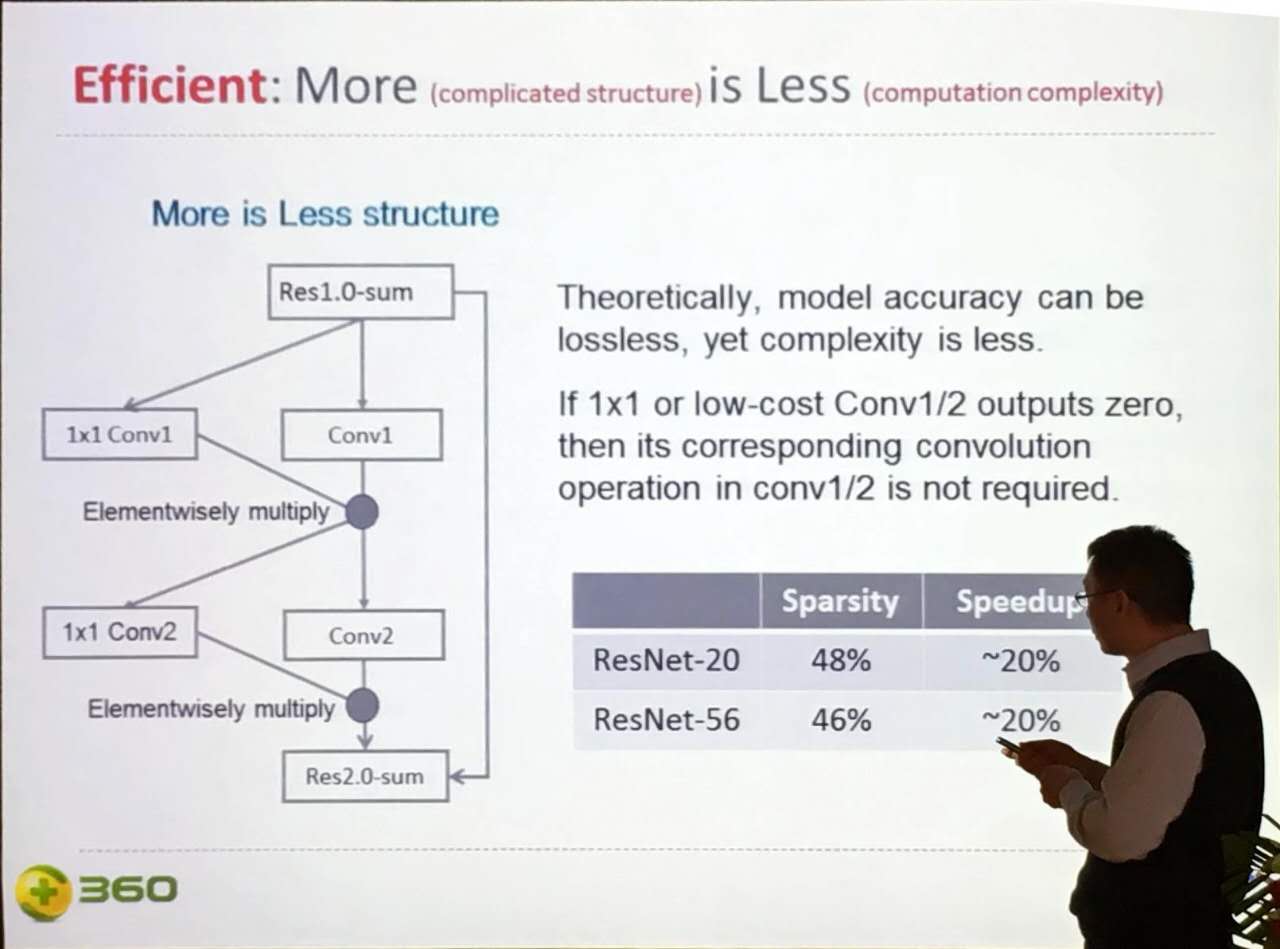 Efficient: More (complicated structure) is Less (computation complexity)
More is Less structure
Res1.0-sum
1x1 Conv1
Conv1
Elementwisely multiply
1x1 Conv2
Conv2
Elementwisely multiply
Res2.0-sum
Theoretically, model accuracy can be
lossless, yet complexity is less.
If 1x1 or low-cost Conv1/2 outputs zero,
then its corresponding convolution
operation in conv1/2 is not required.
Sparsity Speedup
ResNet-20 48% ~20%
ResNet-56 46% ~20%
360